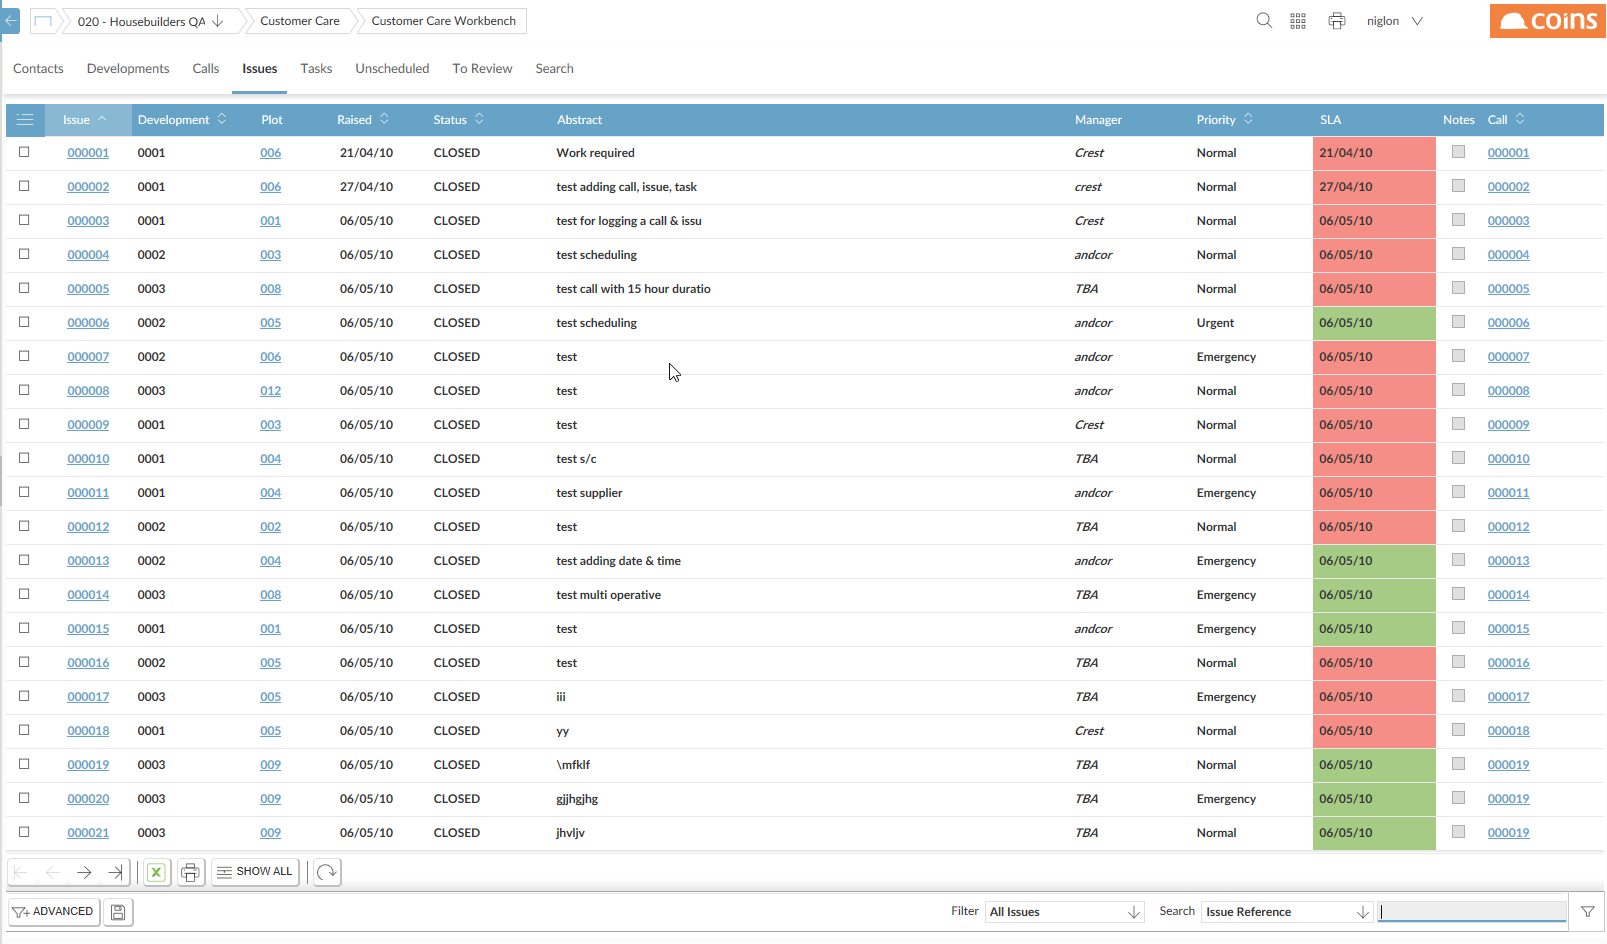 020 - Housebuilders QA Customer Care Customer Care Workbench niglon coins
Contacts Developments Calls Issues Tasks Unscheduled To Review Search
Issue Development Plot Raised Status Abstract Manager Priority SLA Notes Call
000001 0001 006 21/04/10 CLOSED Work required Crest Normal 21/04/10 000001
000002 0001 006 27/04/10 CLOSED test adding call, issue, task crest Normal 27/04/10 000002
000003 0001 001 06/05/10 CLOSED test for logging a call & issu Crest Normal 06/05/10 000003
000004 0002 003 06/05/10 CLOSED test scheduling andcor Normal 06/05/10 000004
000005 0003 008 06/05/10 CLOSED test call with 15 hour duratio TBA Normal 06/05/10 000005
000006 0002 005 06/05/10 CLOSED test scheduling andcor Urgent 06/05/10 000006
000007 0002 006 06/05/10 CLOSED test andcor Emergency 06/05/10 000007
000008 0003 012 06/05/10 CLOSED test andcor Normal 06/05/10 000008
000009 0001 003 06/05/10 CLOSED test Crest Normal 06/05/10 000009
000010 0001 004 06/05/10 CLOSED test s/c TBA Normal 06/05/10 000010
000011 0001 004 06/05/10 CLOSED test supplier andcor Emergency 06/05/10 000011
000012 0002 002 06/05/10 CLOSED test TBA Normal 06/05/10 000012
000013 0002 004 06/05/10 CLOSED test adding date & time andcor Emergency 06/05/10 000013
000014 0003 008 06/05/10 CLOSED test multi operative TBA Emergency 06/05/10 000014
000015 0001 001 06/05/10 CLOSED test andcor Emergency 06/05/10 000015
000016 0002 005 06/05/10 CLOSED test TBA Normal 06/05/10 000016
000017 0003 005 06/05/10 CLOSED iii TBA Emergency 06/05/10 000017
000018 0001 005 06/05/10 CLOSED yy Crest Normal 06/05/10 000018
000019 0003 009 06/05/10 CLOSED \mfklf TBA Normal 06/05/10 000019
000020 0003 009 06/05/10 CLOSED gjjhgjhg TBA Emergency 06/05/10 000019
000021 0003 009 06/05/10 CLOSED jhvljv TBA Normal 06/05/10 000019
SHOW ALL
ADVANCED Filter All Issues Search Issue Reference